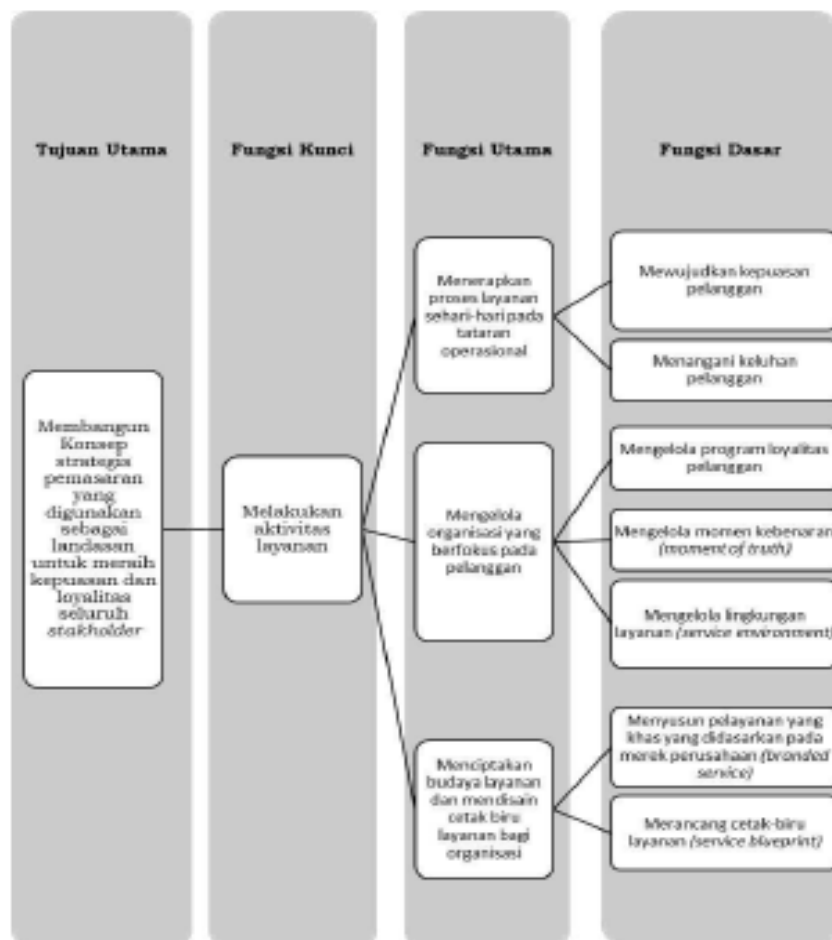 Tujuan Utama
Fungsi Kunci
Fungsi Utama
Fungsi Dasar
Membangun
Konsep
strategis
pemasaran
yang
digunakan
sebagai
landasan
untuk meraih
kepuasan dan
loyalitas
seluruh
stakholder
Melakukan
aktivitas
layanan
Menerapkan
proses layanan
sehari-hari pada
tataran
operasional
Mewujudkan kepuasan
pelanggan
Menangani keluhan
pelanggan
Mengelola
organisasi yang
berfokus pada
pelanggan
Mengelola program loyalitas
pelanggan
Mengelola momen kebenaran
(moment of truth)
Mengelola lingkungan
layanan (service environment)
Menciptakan
budaya layanan
dan mendisain
cetak biru
layanan bagi
organisasi
Menyusun pelayanan yang
khas yang didasarkan pada
merek perusahaan (branded
service)
Merancang cetak-biru
layanan (service blueprint)